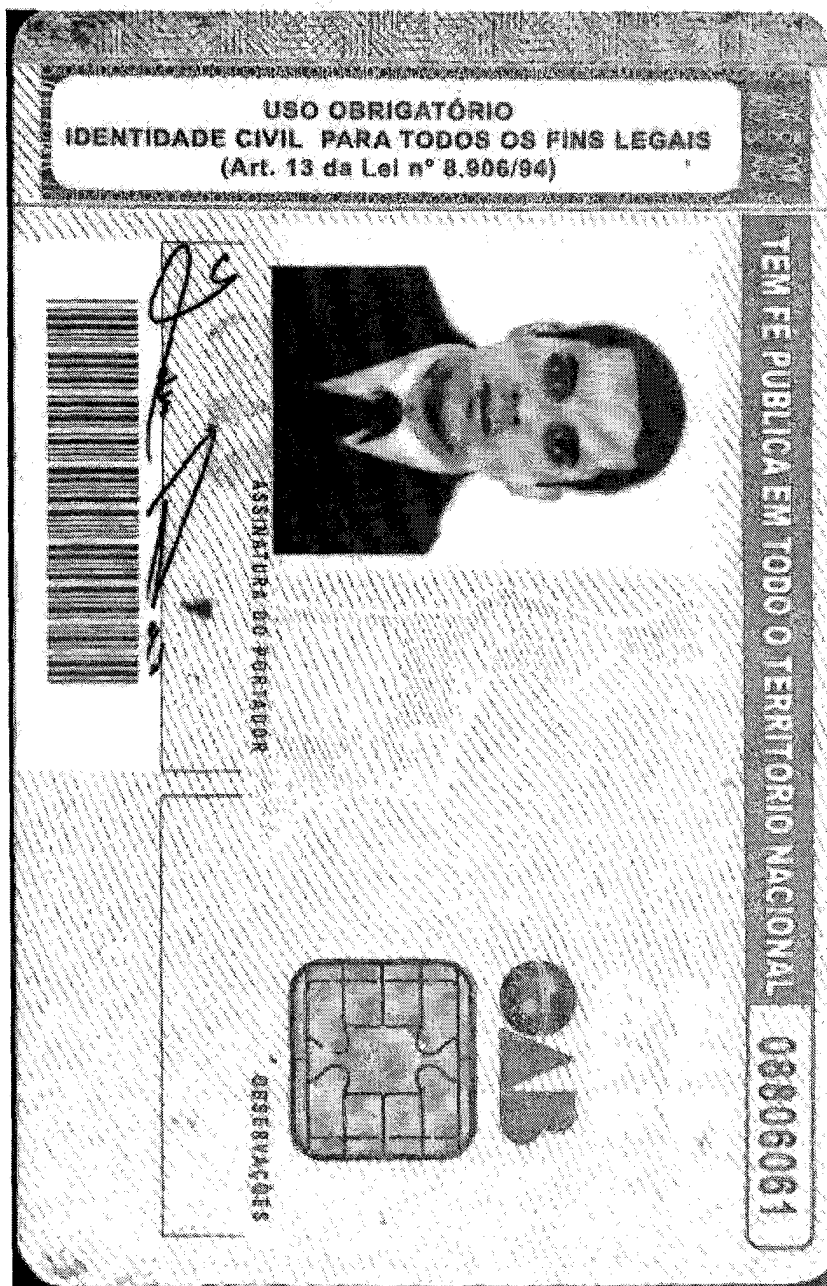 USO OBRIGATÓRIO
IDENTIDADE CIVIL PARA TODOS OS FINS LEGAIS
(Art. 13 da Lei nº 8.906/94)
TEM FÉ PÚBLICA EM TODO O TERRITÓRIO NACIONAL
08806061
ASSINATURA DO PORTADOR
OAB
OBSERVAÇÕES